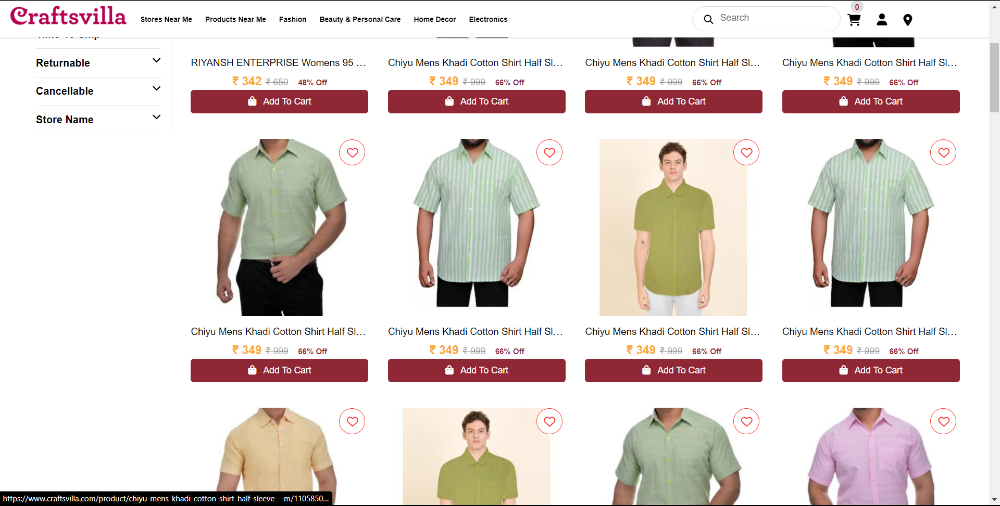 Craftsvilla Stores Near Me Products Near Me Fashion Beauty & Personal Care Home Decor Electronics Search 0
Returnable
Cancellable
Store Name
RIYANSH ENTERPRISE Womens 95 ... Chiyu Mens Khadi Cotton Shirt Half Sl... Chiyu Mens Khadi Cotton Shirt Half Sl... Chiyu Mens Khadi Cotton Shirt Half Sl...
₹ 342 ₹ 650 48% Off ₹ 349 ₹ 999 66% Off ₹ 349 ₹ 999 66% Off ₹ 349 ₹ 999 66% Off
Add To Cart Add To Cart Add To Cart Add To Cart
Chiyu Mens Khadi Cotton Shirt Half Sl... Chiyu Mens Khadi Cotton Shirt Half Sl... Chiyu Mens Khadi Cotton Shirt Half Sl... Chiyu Mens Khadi Cotton Shirt Half Sl...
₹ 349 ₹ 999 66% Off ₹ 349 ₹ 999 66% Off ₹ 349 ₹ 999 66% Off ₹ 349 ₹ 999 66% Off
Add To Cart Add To Cart Add To Cart Add To Cart
https://www.craftsvilla.com/product/chiyu-mens-khadi-cotton-shirt-half-sleeve---m/1105850...